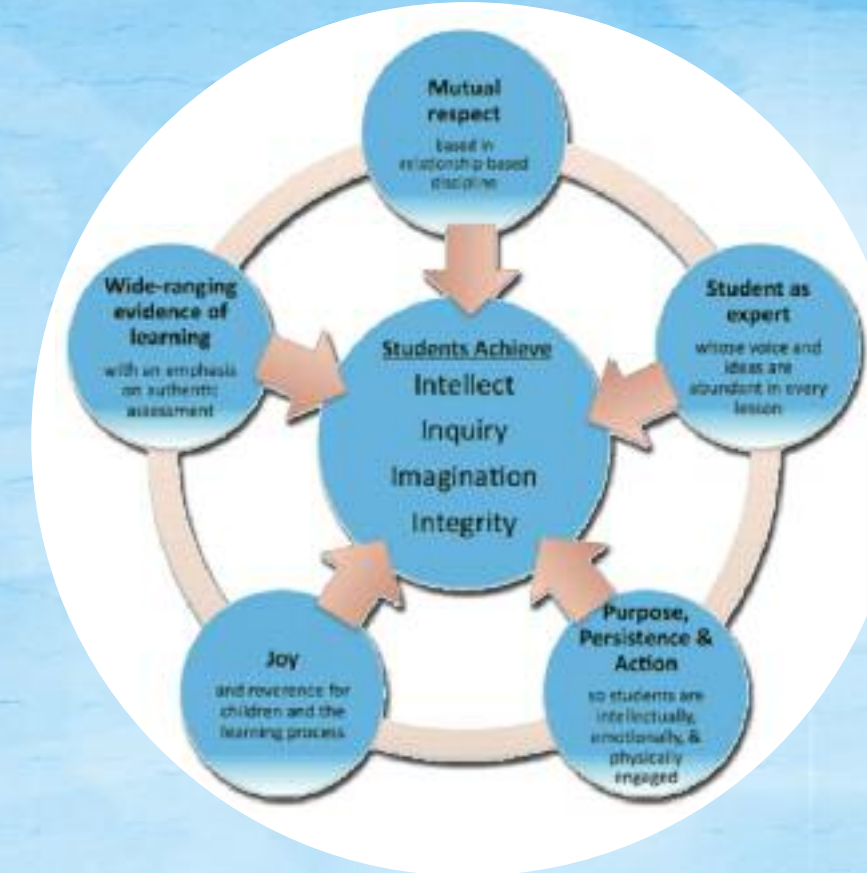 Mutual
respect
based in
relationship based
discipline
Student as
expert
whose voice and
ideas are
abundant in every
lesson
Purpose,
Persistence &
Action
so students are
intellectually,
emotionally, &
physically
engaged
Joy
and reverence for
children and the
learning process
Wide-ranging
evidence of
learning
with an emphasis
on authentic
assessment
Students Achieve
Intellect
Inquiry
Imagination
Integrity